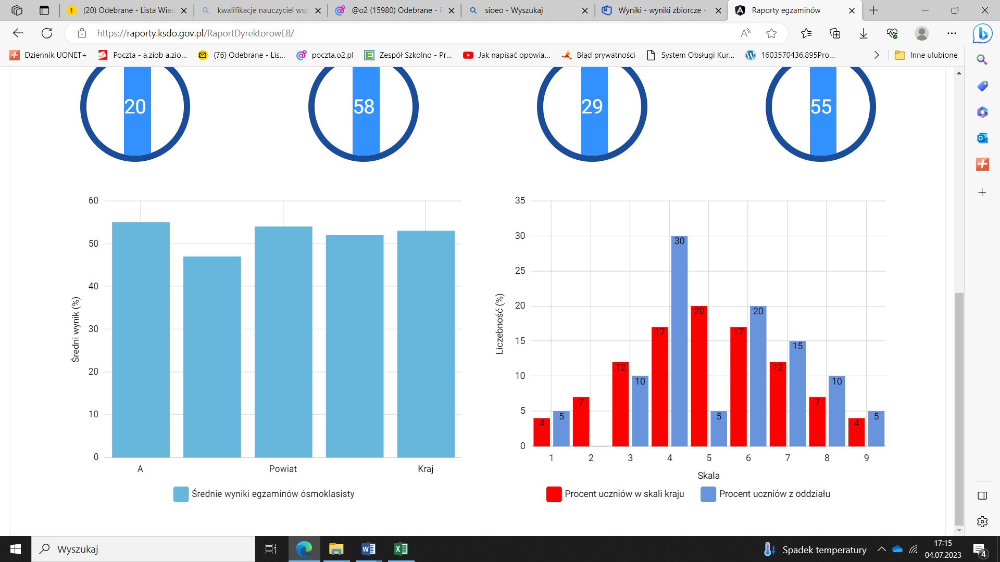 1 (20) Odebrane - Lista Wiad
kwalifikacje nauczyciel wsp
@o2 (15980) Odebrane - P
sioeo - Wyszukaj
Wyniki - wyniki zbiorcze -
Raporty egzaminów
https://raporty.ksdo.gov.pl/RaportDyrektorowE8/
Dziennik UONET+
Poczta - a.ziob a.zio...
(76) Odebrane - Lis...
poczta.o2.pl
Zespół Szkolno - Pr...
Jak napisać opowia...
Błąd prywatności
System Obsługi Kur...
1603570436.895Pro...
Inne ulubione
20
58
29
55
60
50
40
30
20
10
0
Średni wynik (%)
A
Powiat
Kraj
Średnie wyniki egzaminów ósmoklasisty
35
30
25
20
15
10
5
0
Liczebność (%)
4
5
7
12
10
17
30
20
5
17
20
12
15
7
10
4
5
1
2
3
4
5
6
7
8
9
Skala
Procent uczniów w skali kraju
Procent uczniów z oddziału
Wyszukaj
Spadek temperatury
17:15
04.07.2023
4